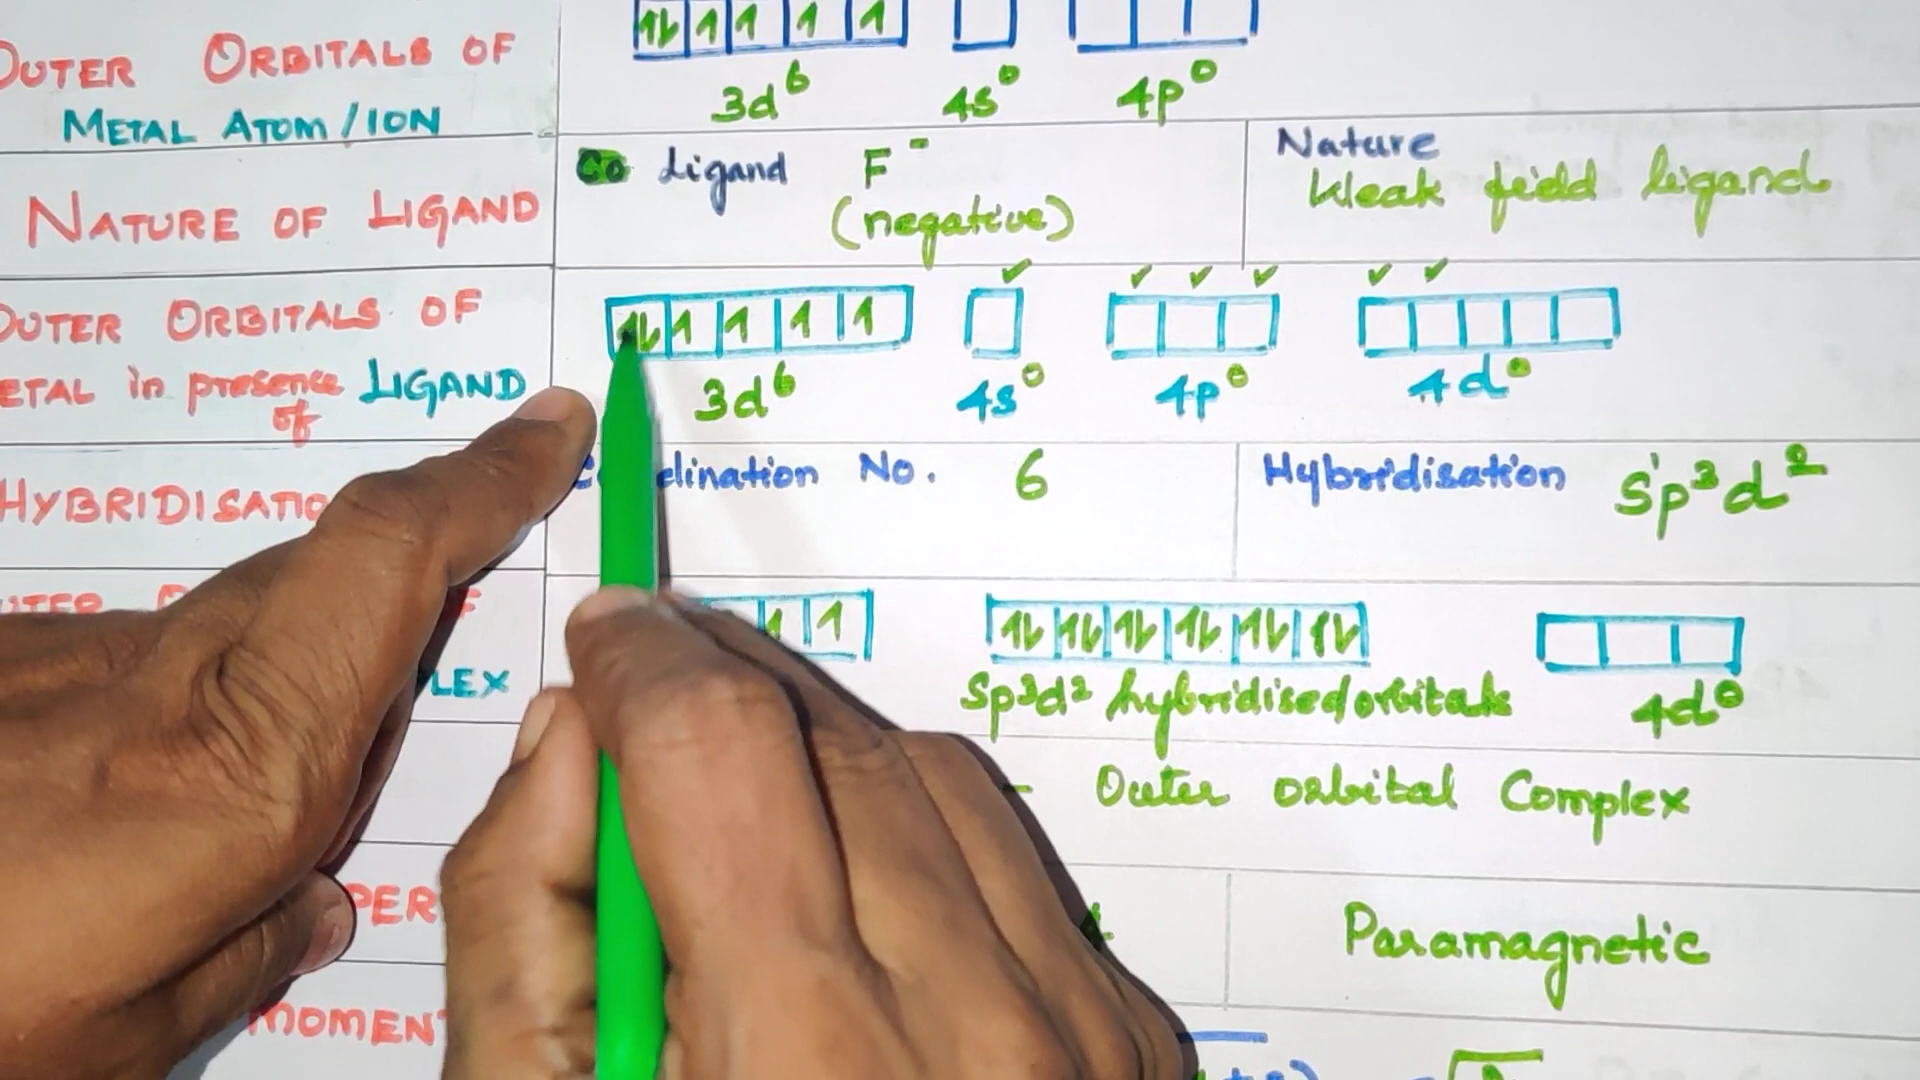 OUTER ORBITALS OF
METAL ATOM/ION
3d⁶ 4s⁰ 4p⁰
NATURE OF LIGAND
Co Ligand F⁻
(negative)
Nature
Weak field ligand
OUTER ORBITALS OF
METAL in presence of LIGAND
3d⁶ 4s⁰ 4p⁰ 4d⁰
HYBRIDISATIO
dination No. 6
Hybridisation sp³d²
LEX
sp³d² hybridised orbitals
4d⁰
- Outer orbital Complex
PER
Paramagnetic
MOMEN